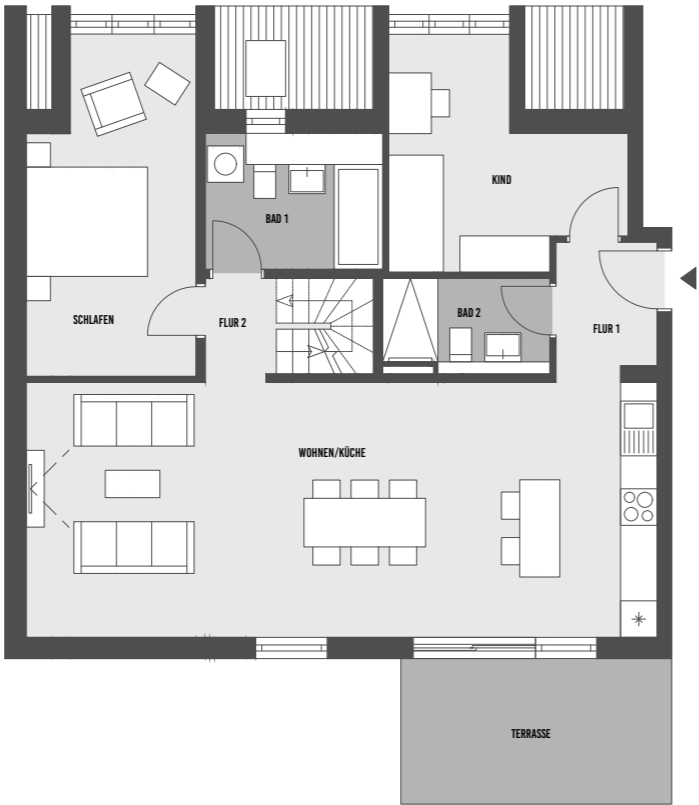 KIND
BAD 1
SCHLAFEN
FLUR 2
BAD 2
FLUR 1
WOHNEN/KÜCHE
TERRASSE